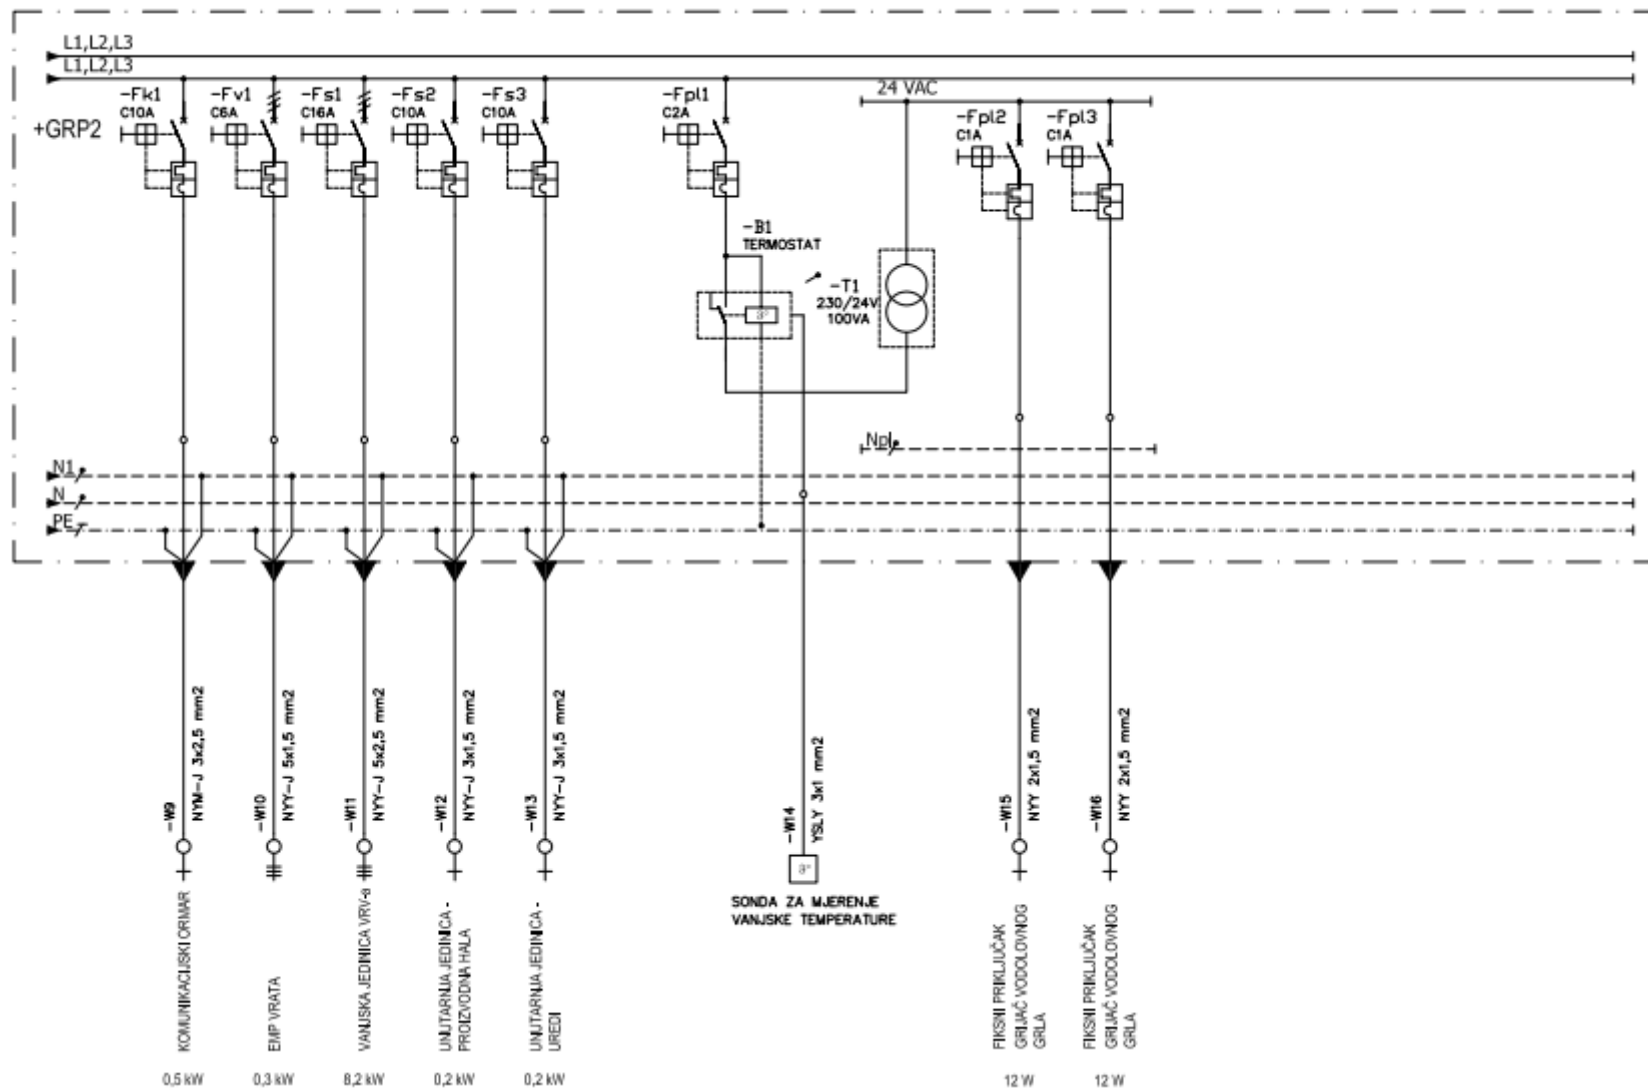 L1,L2,L3
L1,L2,L3
+GRP2
-Fk1
C10A
-Fv1
C6A
-Fs1
C16A
-Fs2
C10A
-Fs3
C10A
-Fpl1
C2A
24 VAC
-Fpl2
C1A
-Fpl3
C1A
-B1
TERMOSTAT
-T1
230/24V
100VA
Npl
N1
N
PE
-W9
NYM-J 3x2,5 mm2
-W10
NYY-J 5x1,5 mm2
-W11
NYY-J 5x2,5 mm2
-W12
NYY-J 3x1,5 mm2
-W13
NYY-J 3x1,5 mm2
-W14
YSLY 3x1 mm2
-W15
NYY 2x1,5 mm2
-W16
NYY 2x1,5 mm2
KOMUNIKACIJSKI ORMAR
0,5 kW
EMP VRATA
0,3 kW
VANJSKA JEDINICA VRV-a
8,2 kW
UNUTARNJA JEDINICA -
PROIZVODNA HALA
0,2 kW
UNUTARNJA JEDINICA -
UREDI
0,2 kW
SONDA ZA MJERENJE
VANJSKE TEMPERATURE
FIKSNI PRIKLJUČAK
GRIJAČ VODOLOVNOG
GRLA
12 W
FIKSNI PRIKLJUČAK
GRIJAČ VODOLOVNOG
GRLA
12 W